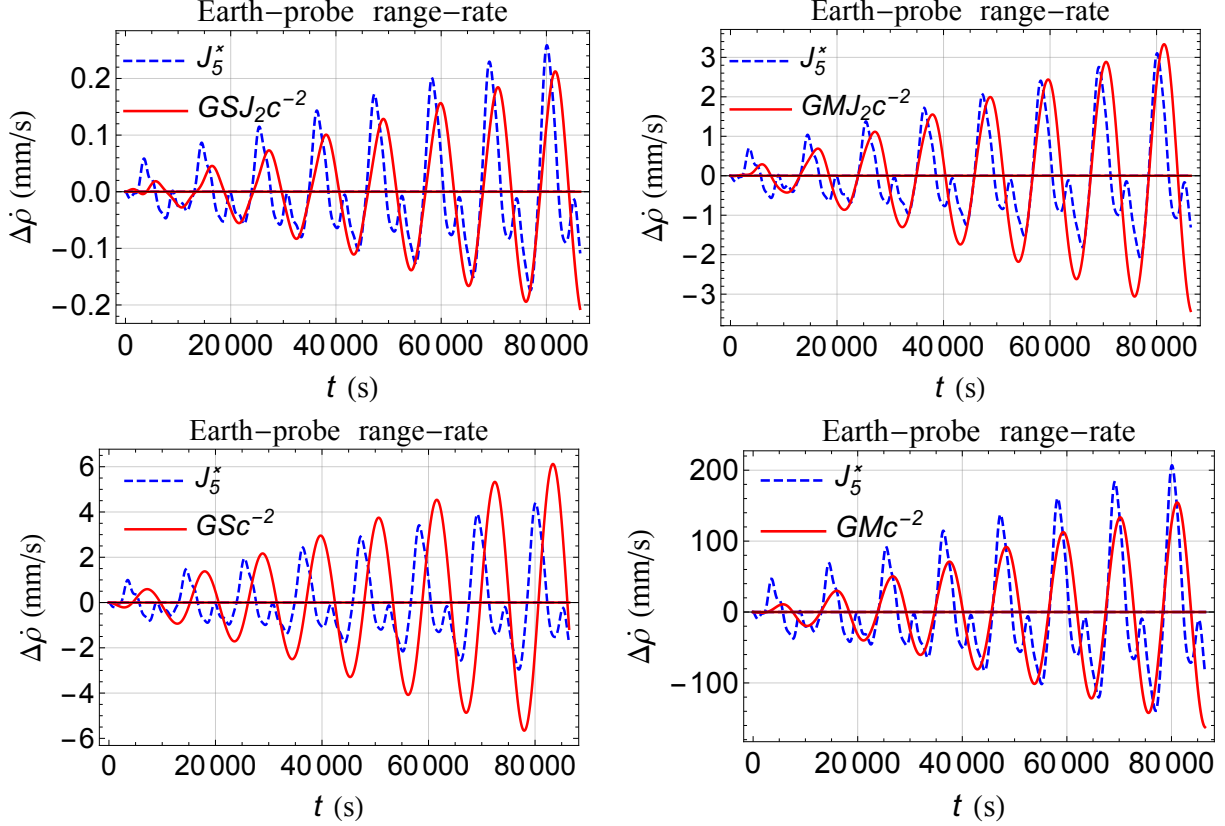 Earth−probe range−rate
Δρ̇ (mm/s)
J₅*
GSJ₂c⁻²
0.2
0.1
0.0
−0.1
−0.2
0 20 000 40 000 60 000 80 000
t (s)
Earth−probe range−rate
Δρ̇ (mm/s)
J₅*
GMJ₂c⁻²
3
2
1
0
−1
−2
−3
0 20 000 40 000 60 000 80 000
t (s)
Earth−probe range−rate
Δρ̇ (mm/s)
J₅*
GSc⁻²
6
4
2
0
−2
−4
−6
0 20 000 40 000 60 000 80 000
t (s)
Earth−probe range−rate
Δρ̇ (mm/s)
J₅*
GMc⁻²
200
100
0
−100
0 20 000 40 000 60 000 80 000
t (s)